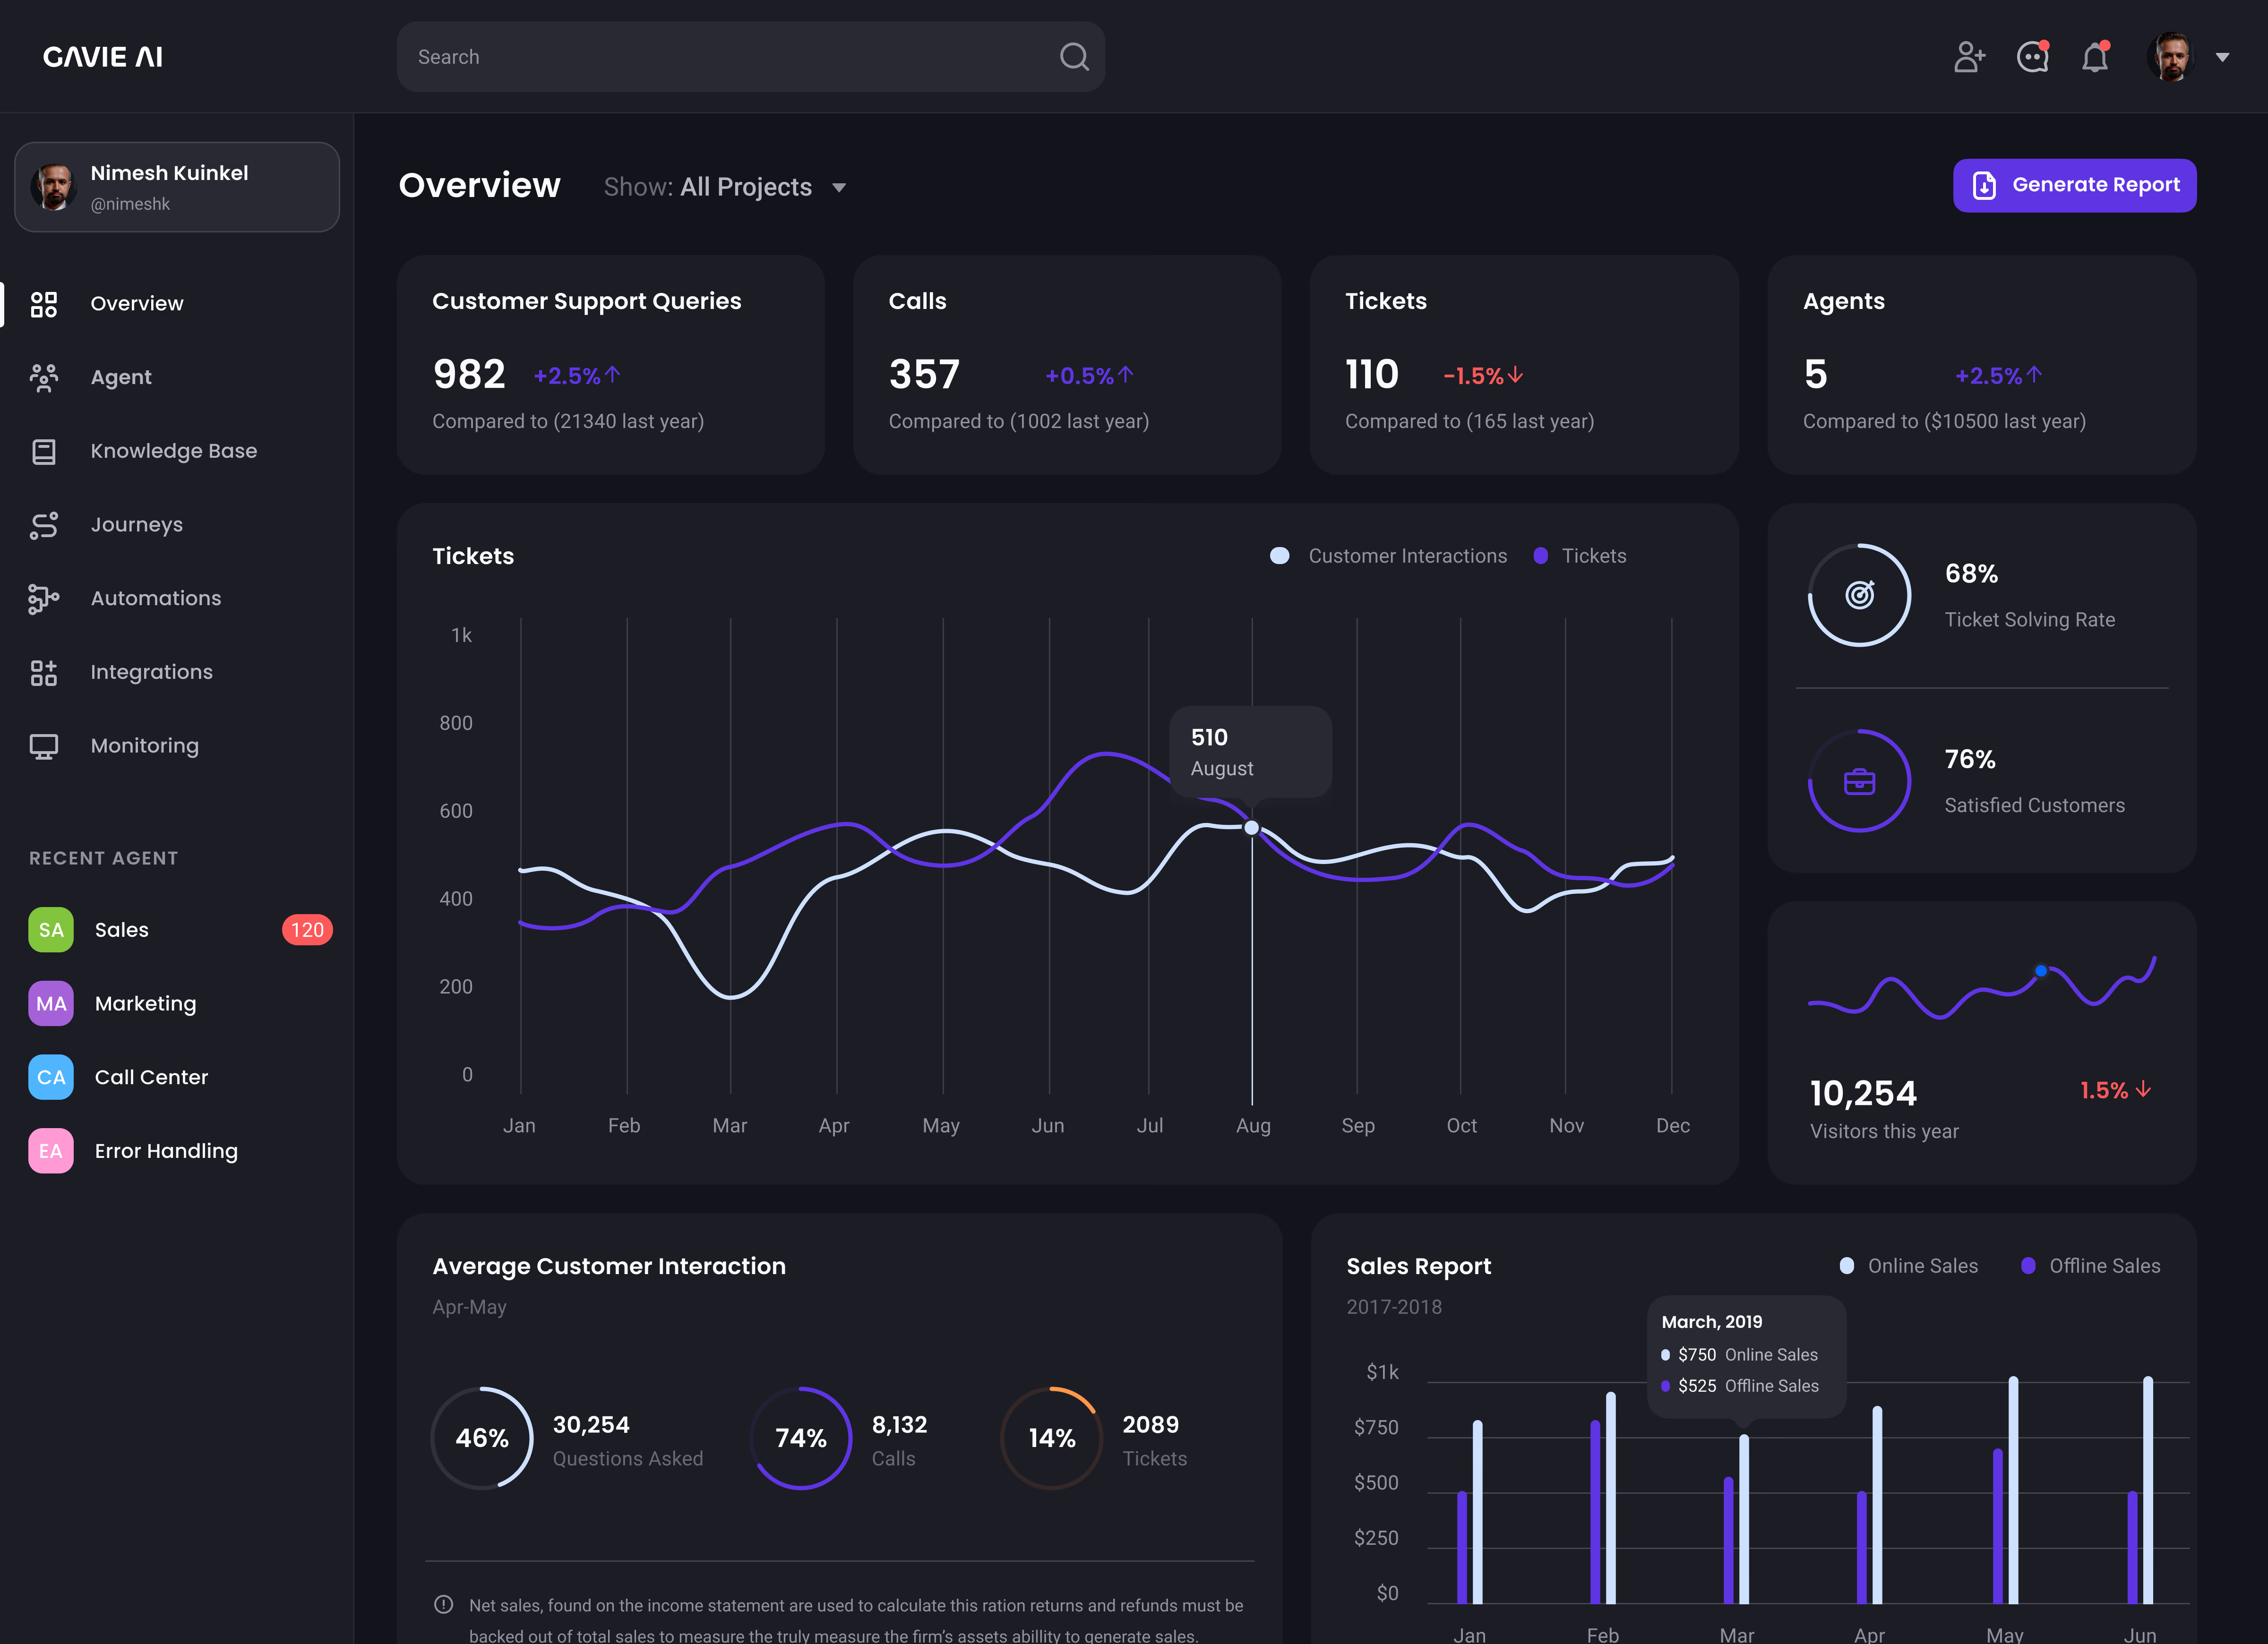 GAVIE AI
Search
Nimesh Kuinkel
@nimeshk
Overview
Agent
Knowledge Base
Journeys
Automations
Integrations
Monitoring
RECENT AGENT
SA Sales 120
MA Marketing
CA Call Center
EA Error Handling
Overview Show: All Projects
Generate Report
Customer Support Queries
982 +2.5%
Compared to (21340 last year)
Calls
357 +0.5%
Compared to (1002 last year)
Tickets
110 -1.5%
Compared to (165 last year)
Agents
5 +2.5%
Compared to ($10500 last year)
Tickets
Customer Interactions Tickets
1k
800
600
400
200
0
510
August
Jan Feb Mar Apr May Jun Jul Aug Sep Oct Nov Dec
68%
Ticket Solving Rate
76%
Satisfied Customers
10,254 1.5%
Visitors this year
Average Customer Interaction
Apr-May
46%
30,254
Questions Asked
74%
8,132
Calls
14%
2089
Tickets
Net sales, found on the income statement are used to calculate this ration returns and refunds must be
backed out of total sales to measure the truly measure the firm's assets abillity to generate sales.
Sales Report
Online Sales Offline Sales
2017-2018
March, 2019
$750 Online Sales
$525 Offline Sales
$1k
$750
$500
$250
$0
Jan Feb Mar Apr May Jun